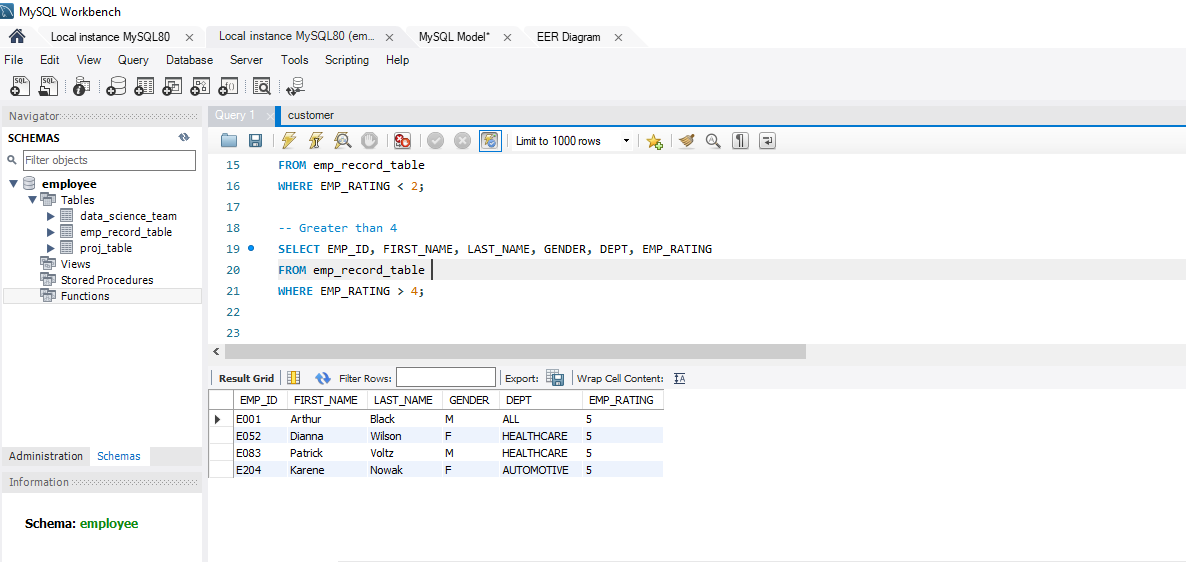 MySQL Workbench
Local instance MySQL80 Local instance MySQL80 (em... MySQL Model* EER Diagram
File Edit View Query Database Server Tools Scripting Help
Navigator
SCHEMAS
Filter objects
employee
Tables
data_science_team
emp_record_table
proj_table
Views
Stored Procedures
Functions
Administration Schemas
Information
Schema: employee
Query 1 customer
Limit to 1000 rows
15 FROM emp_record_table
16 WHERE EMP_RATING < 2;
17
18 -- Greater than 4
19 SELECT EMP_ID, FIRST_NAME, LAST_NAME, GENDER, DEPT, EMP_RATING
20 FROM emp_record_table
21 WHERE EMP_RATING > 4;
22
23
Result Grid Filter Rows: Export: Wrap Cell Content:
EMP_ID FIRST_NAME LAST_NAME GENDER DEPT EMP_RATING
E001 Arthur Black M ALL 5
E052 Dianna Wilson F HEALTHCARE 5
E083 Patrick Voltz M HEALTHCARE 5
E204 Karene Nowak F AUTOMOTIVE 5